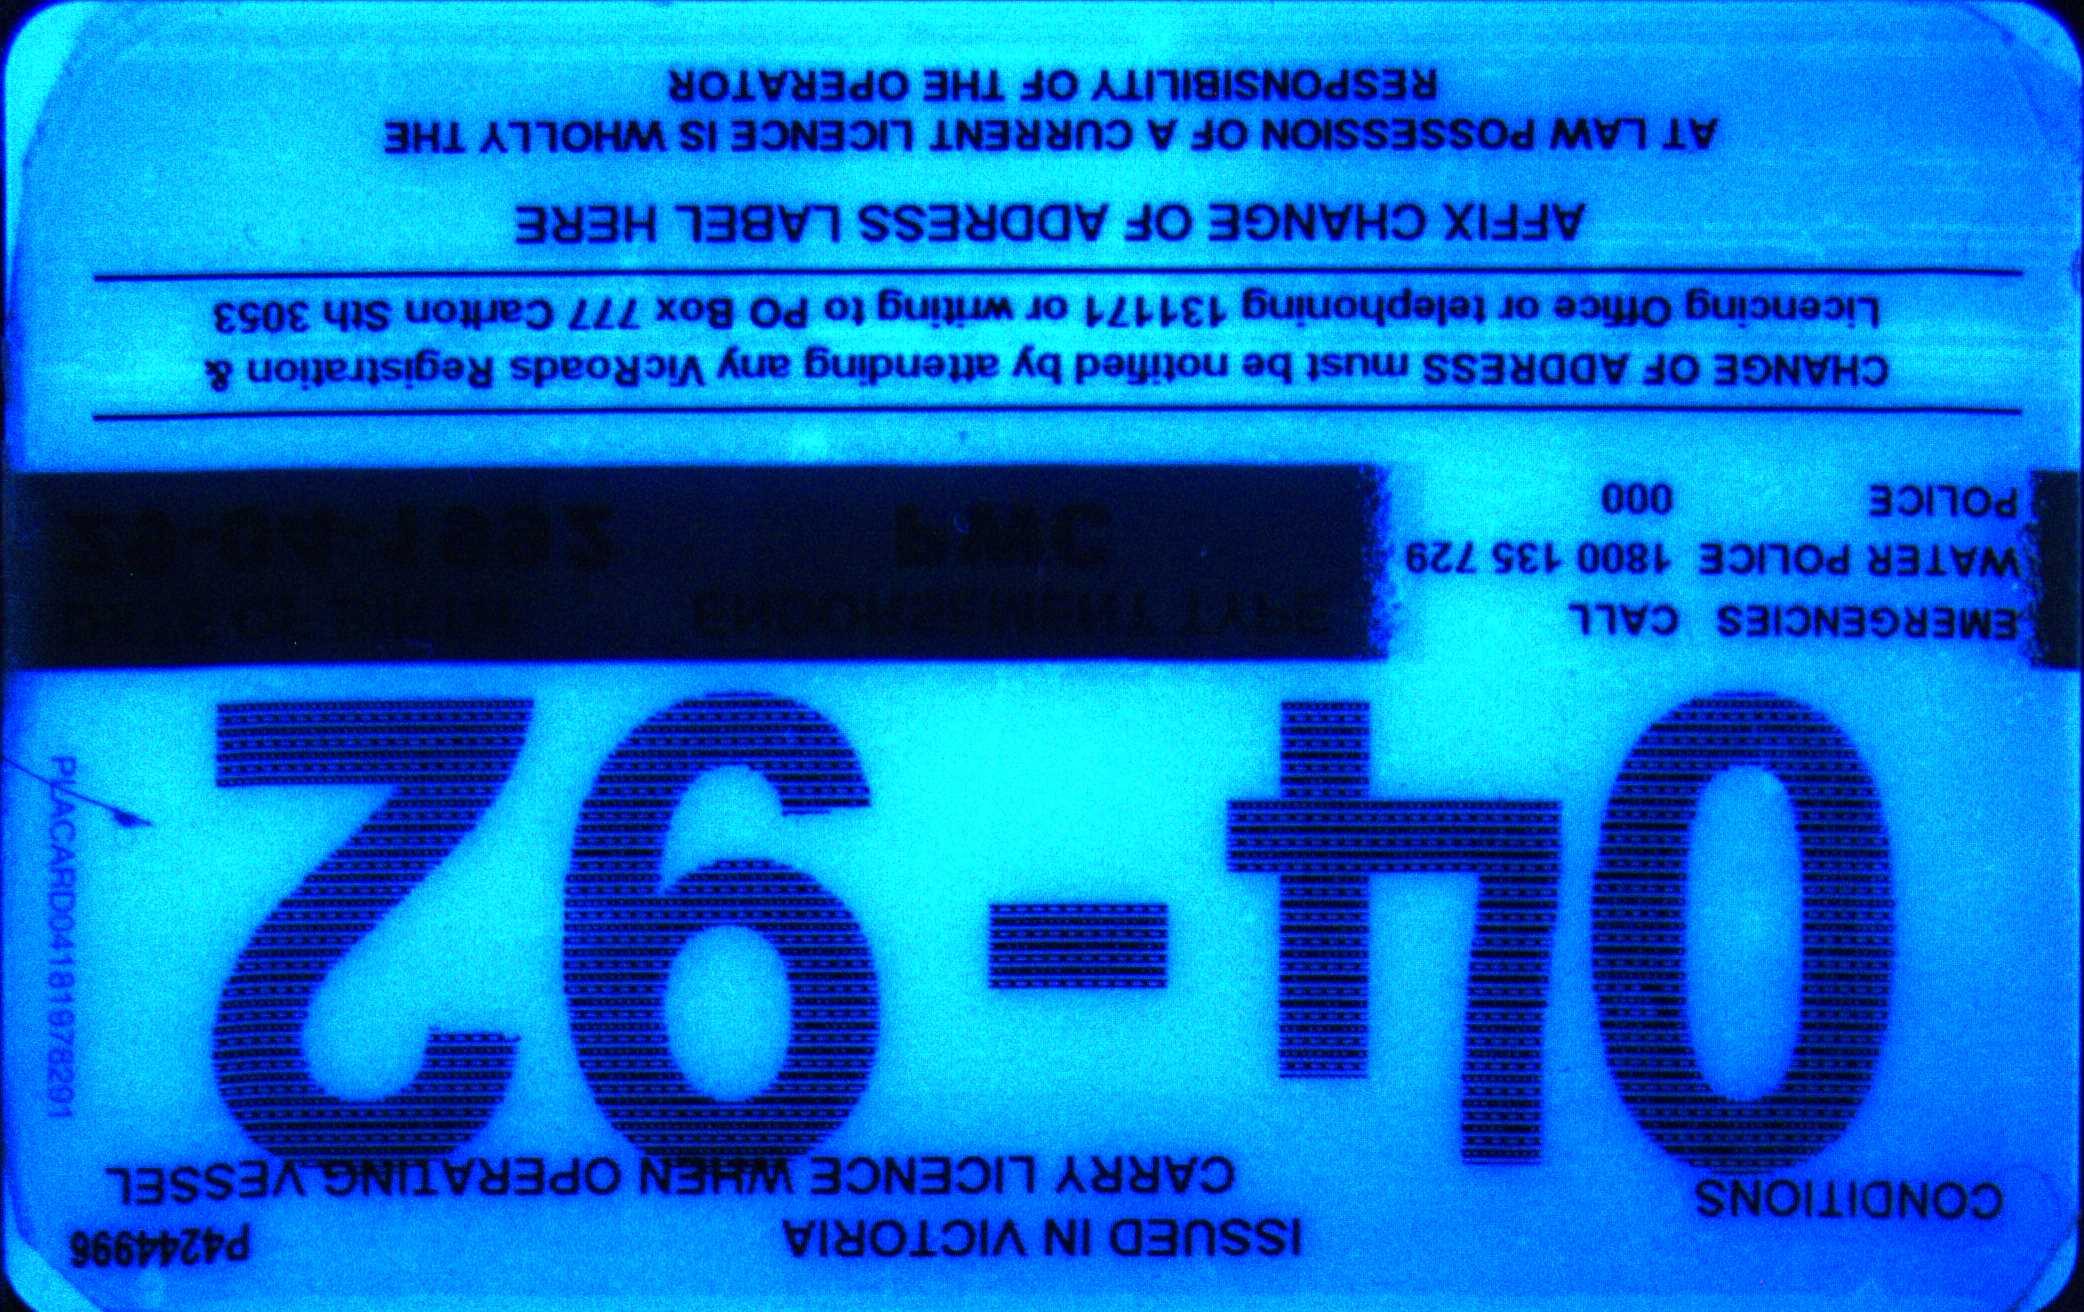 ISSUED IN VICTORIA
P4244996
CONDITIONS
CARRY LICENCE WHEN OPERATING VESSEL
04-92
EMERGENCIES CALL
WATER POLICE 1800 135 729
POLICE 000
ENDORSEMENT TYPE
CHANGE OF ADDRESS must be notified by attending any VicRoads Registration &
Licencing Office or telephoning 131171 or writing to PO Box 777 Carlton Sth 3053
AFFIX CHANGE OF ADDRESS LABEL HERE
AT LAW POSSESSION OF A CURRENT LICENCE IS WHOLLY THE
RESPONSIBILITY OF THE OPERATOR